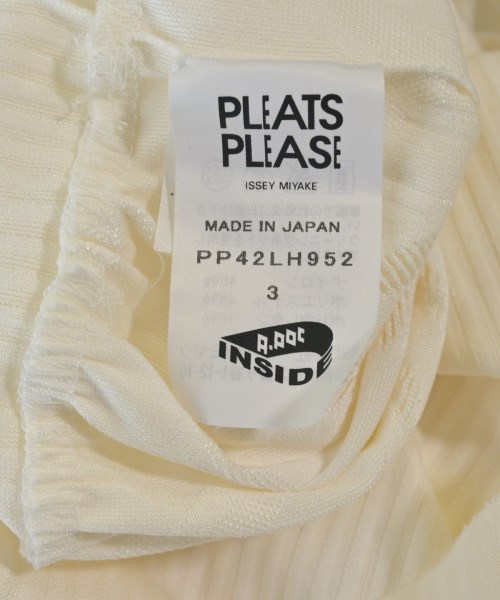 PLEATS
PLEASE
ISSEY MIYAKE
MADE IN JAPAN
PP42LH952
3
A.POC
INSIDE